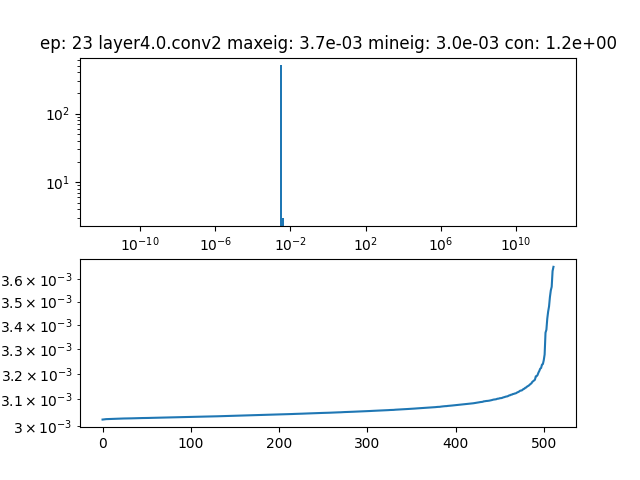 ep: 23 layer4.0.conv2 maxeig: 3.7e-03 mineig: 3.0e-03 con: 1.2e+00
10²
10¹
10⁻¹⁰ 10⁻⁶ 10⁻² 10² 10⁶ 10¹⁰
3.6 × 10⁻³
3.5 × 10⁻³
3.4 × 10⁻³
3.3 × 10⁻³
3.2 × 10⁻³
3.1 × 10⁻³
3 × 10⁻³
0 100 200 300 400 500